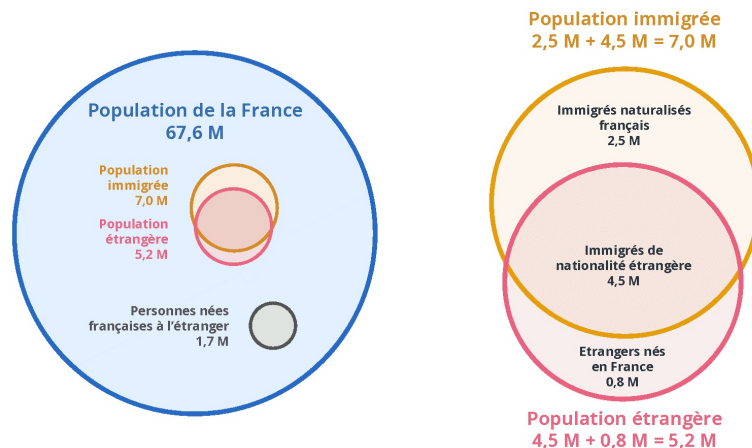 Population de la France
67,6 M
Population
immigrée
7,0 M
Population
étrangère
5,2 M
Personnes nées
françaises à l'étranger
1,7 M
Population immigrée
2,5 M + 4,5 M = 7,0 M
Immigrés naturalisés
français
2,5 M
Immigrés de
nationalité étrangère
4,5 M
Etrangers nés
en France
0,8 M
Population étrangère
4,5 M + 0,8 M = 5,2 M